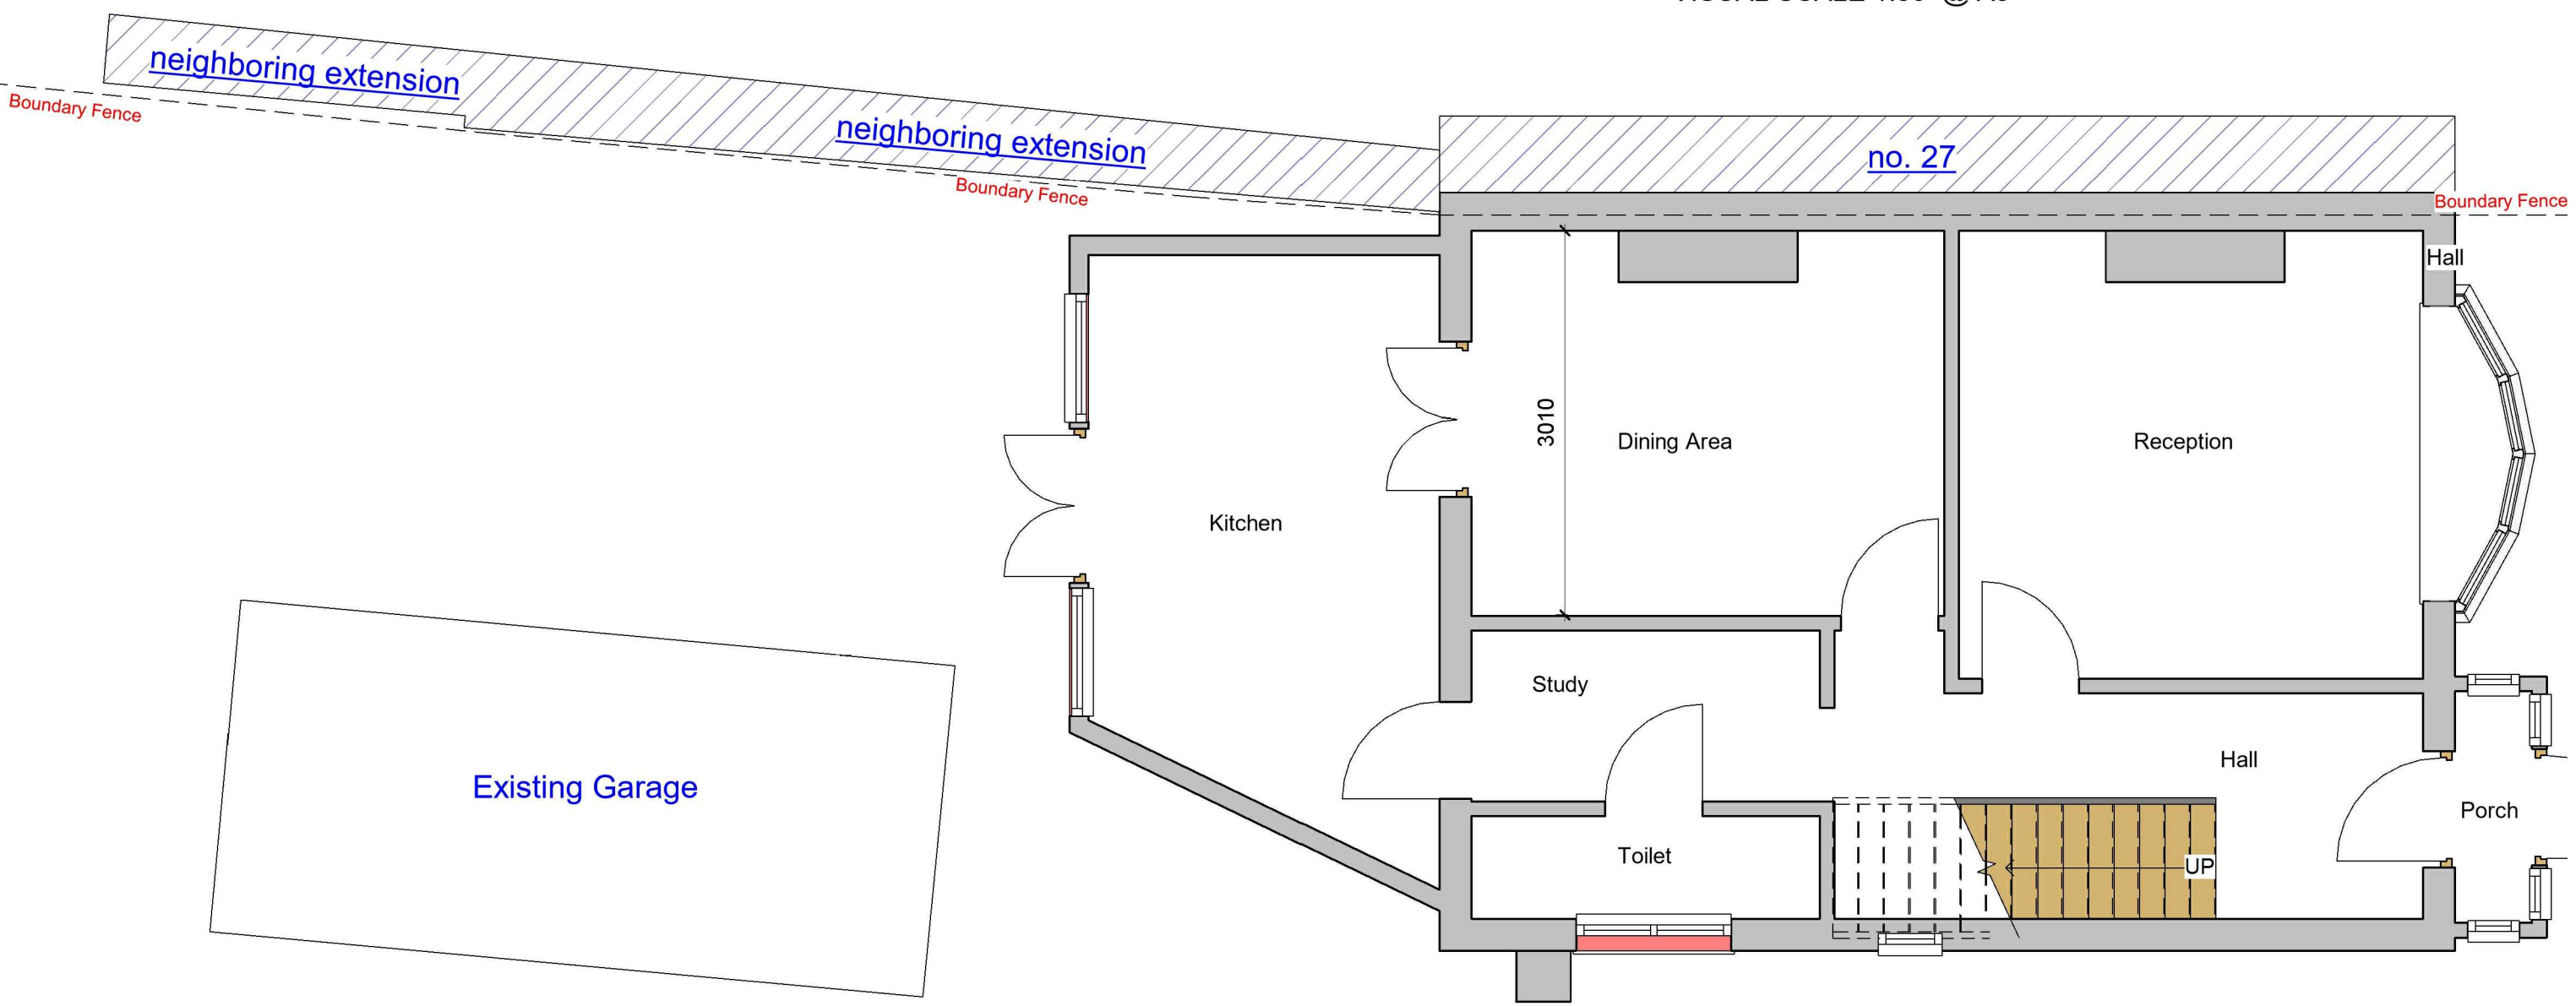 neighboring extension
Boundary Fence
neighboring extension
Boundary Fence
no. 27
Boundary Fence
Hall
3010
Dining Area
Reception
Kitchen
Study
Hall
Existing Garage
Porch
Toilet
UP